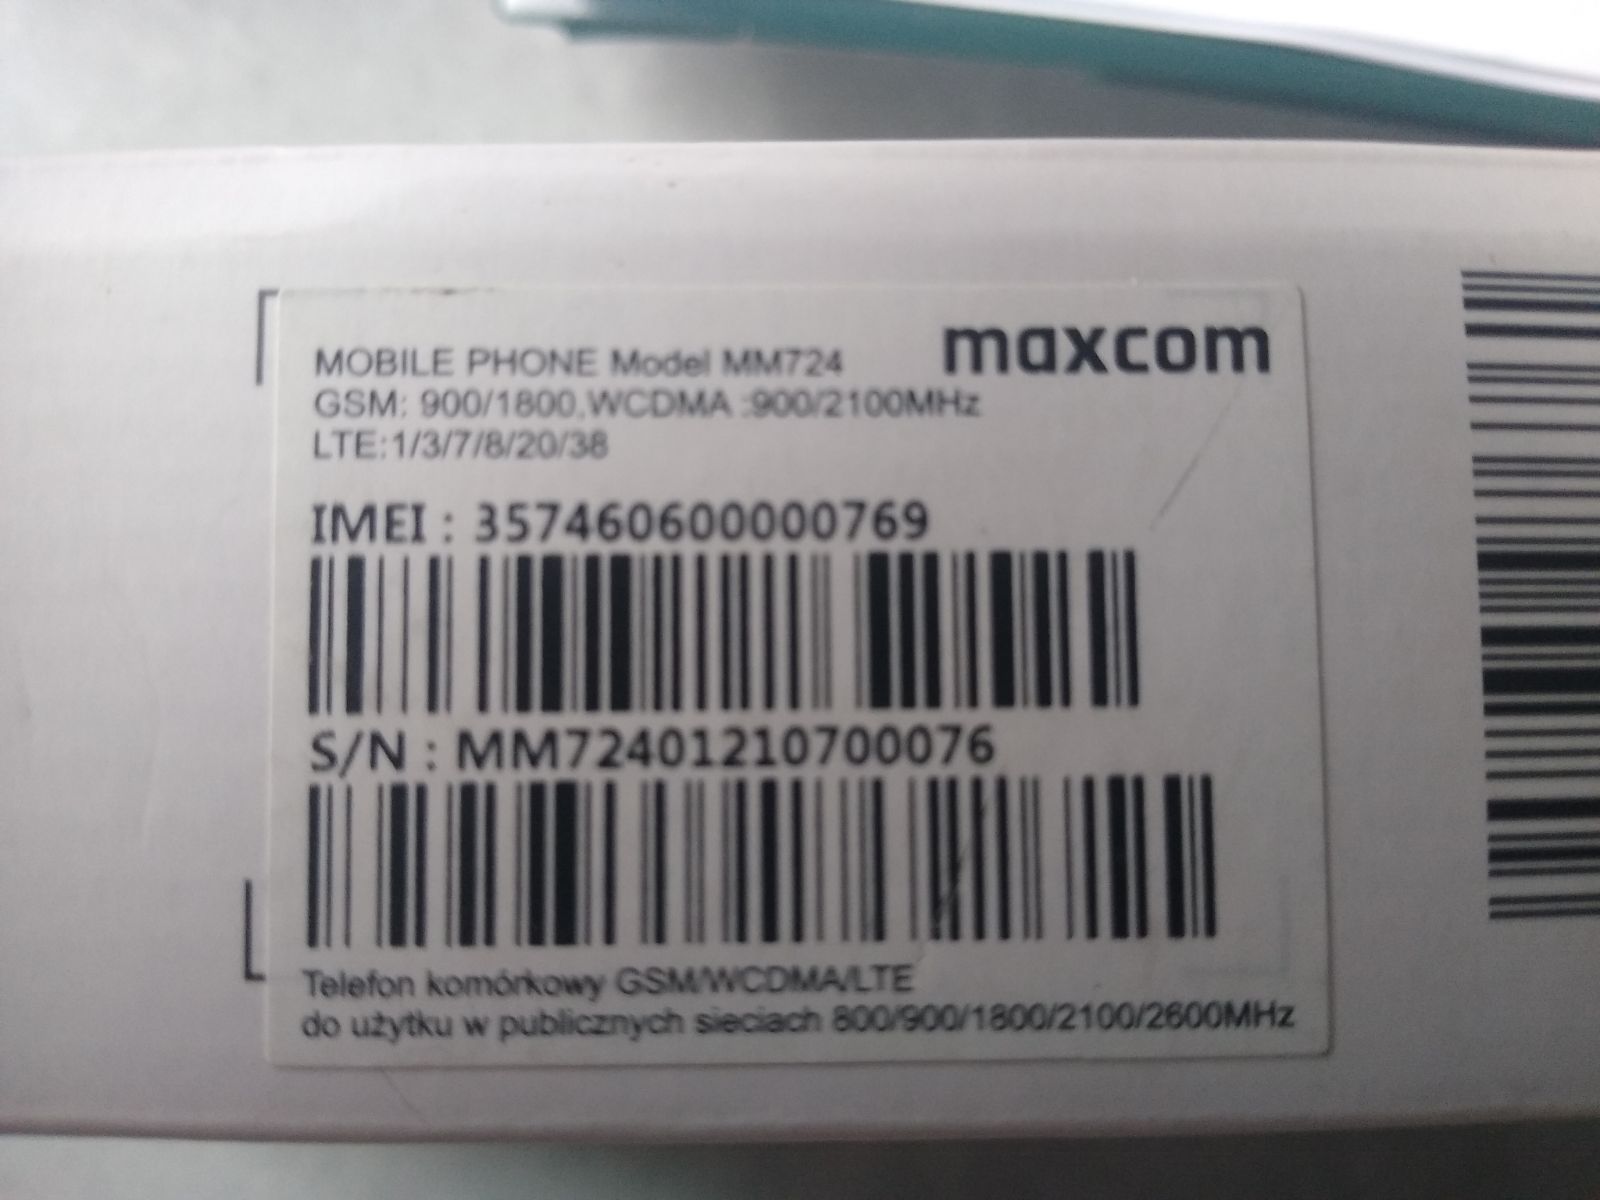 maxcom
MOBILE PHONE Model MM724
GSM: 900/1800,WCDMA :900/2100MHz
LTE:1/3/7/8/20/38
IMEI : 357460600000769
S/N : MM72401210700076
Telefon komórkowy GSM/WCDMA/LTE
do użytku w publicznych sieciach 800/900/1800/2100/2600MHz